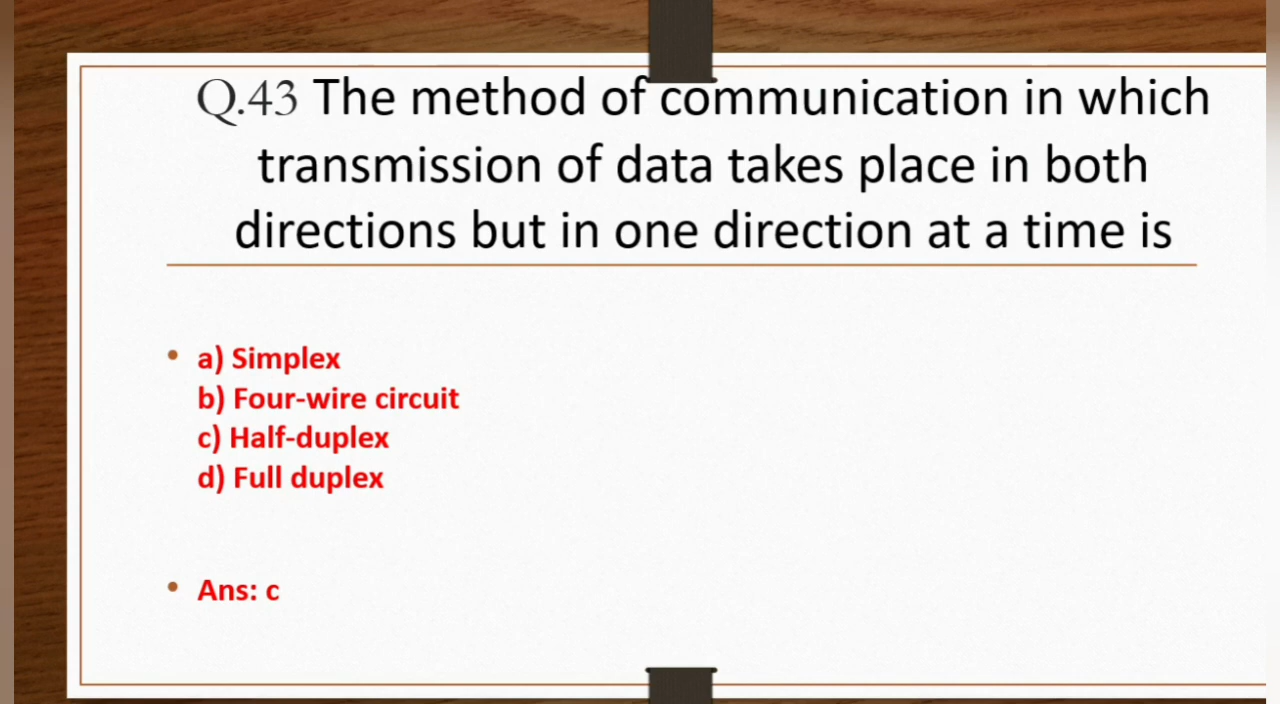 Q.43 The method of communication in which
transmission of data takes place in both
directions but in one direction at a time is
• a) Simplex
b) Four-wire circuit
c) Half-duplex
d) Full duplex
• Ans: c